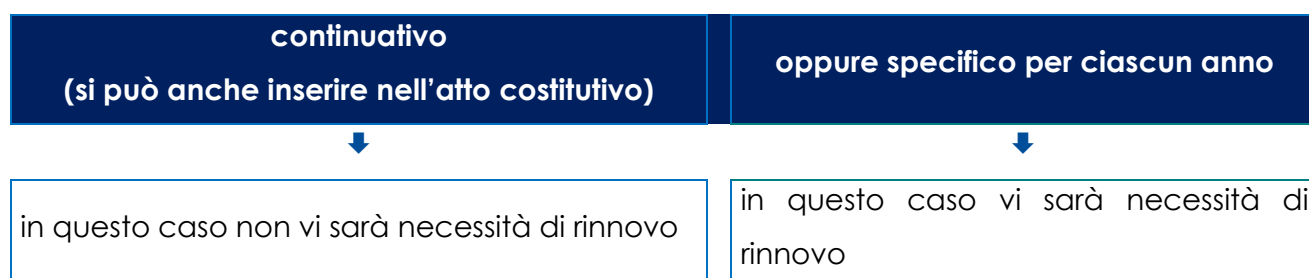 continuativo
(si può anche inserire nell'atto costitutivo)
oppure specifico per ciascun anno
in questo caso non vi sarà necessità di rinnovo
in questo caso vi sarà necessità di
rinnovo